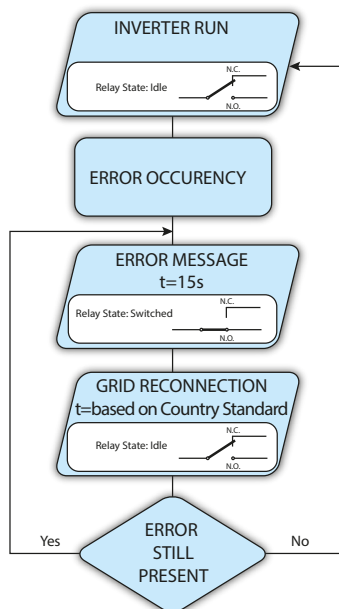 INVERTER RUN
N.C.
Relay State: Idle
N.O.
ERROR OCCURENCY
ERROR MESSAGE
t=15s
N.C.
Relay State: Switched
N.O.
GRID RECONNECTION
t=based on Country Standard
N.C.
Relay State: Idle
N.O.
Yes
ERROR
STILL
PRESENT
No